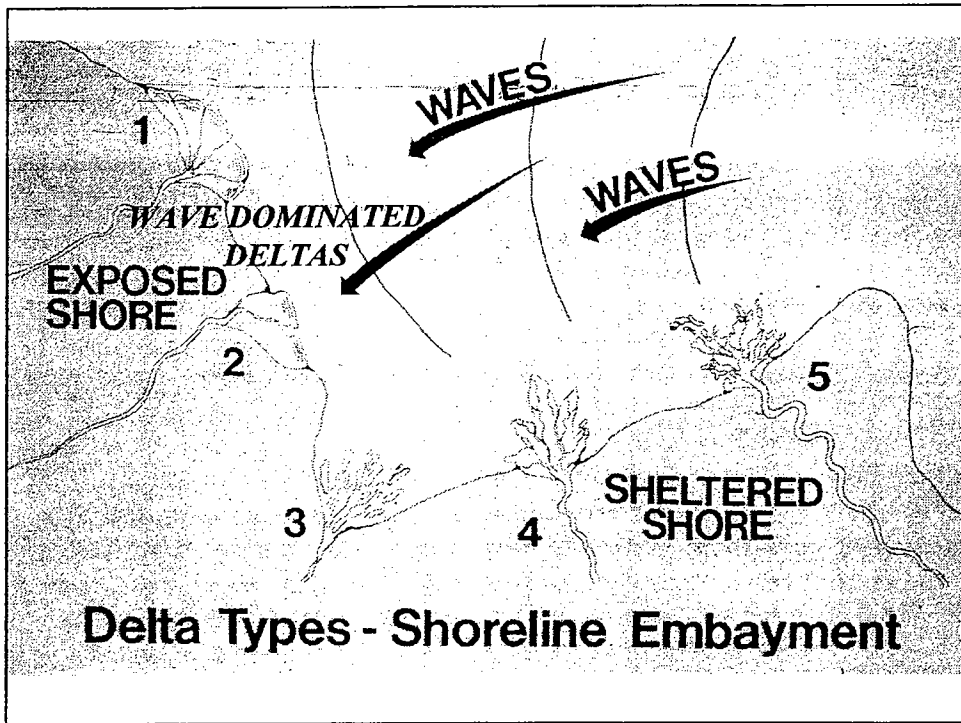 WAVES
WAVES
1
WAVE DOMINATED
DELTAS
EXPOSED
SHORE
2
5
3
4
SHELTERED
SHORE
Delta Types - Shoreline Embayment